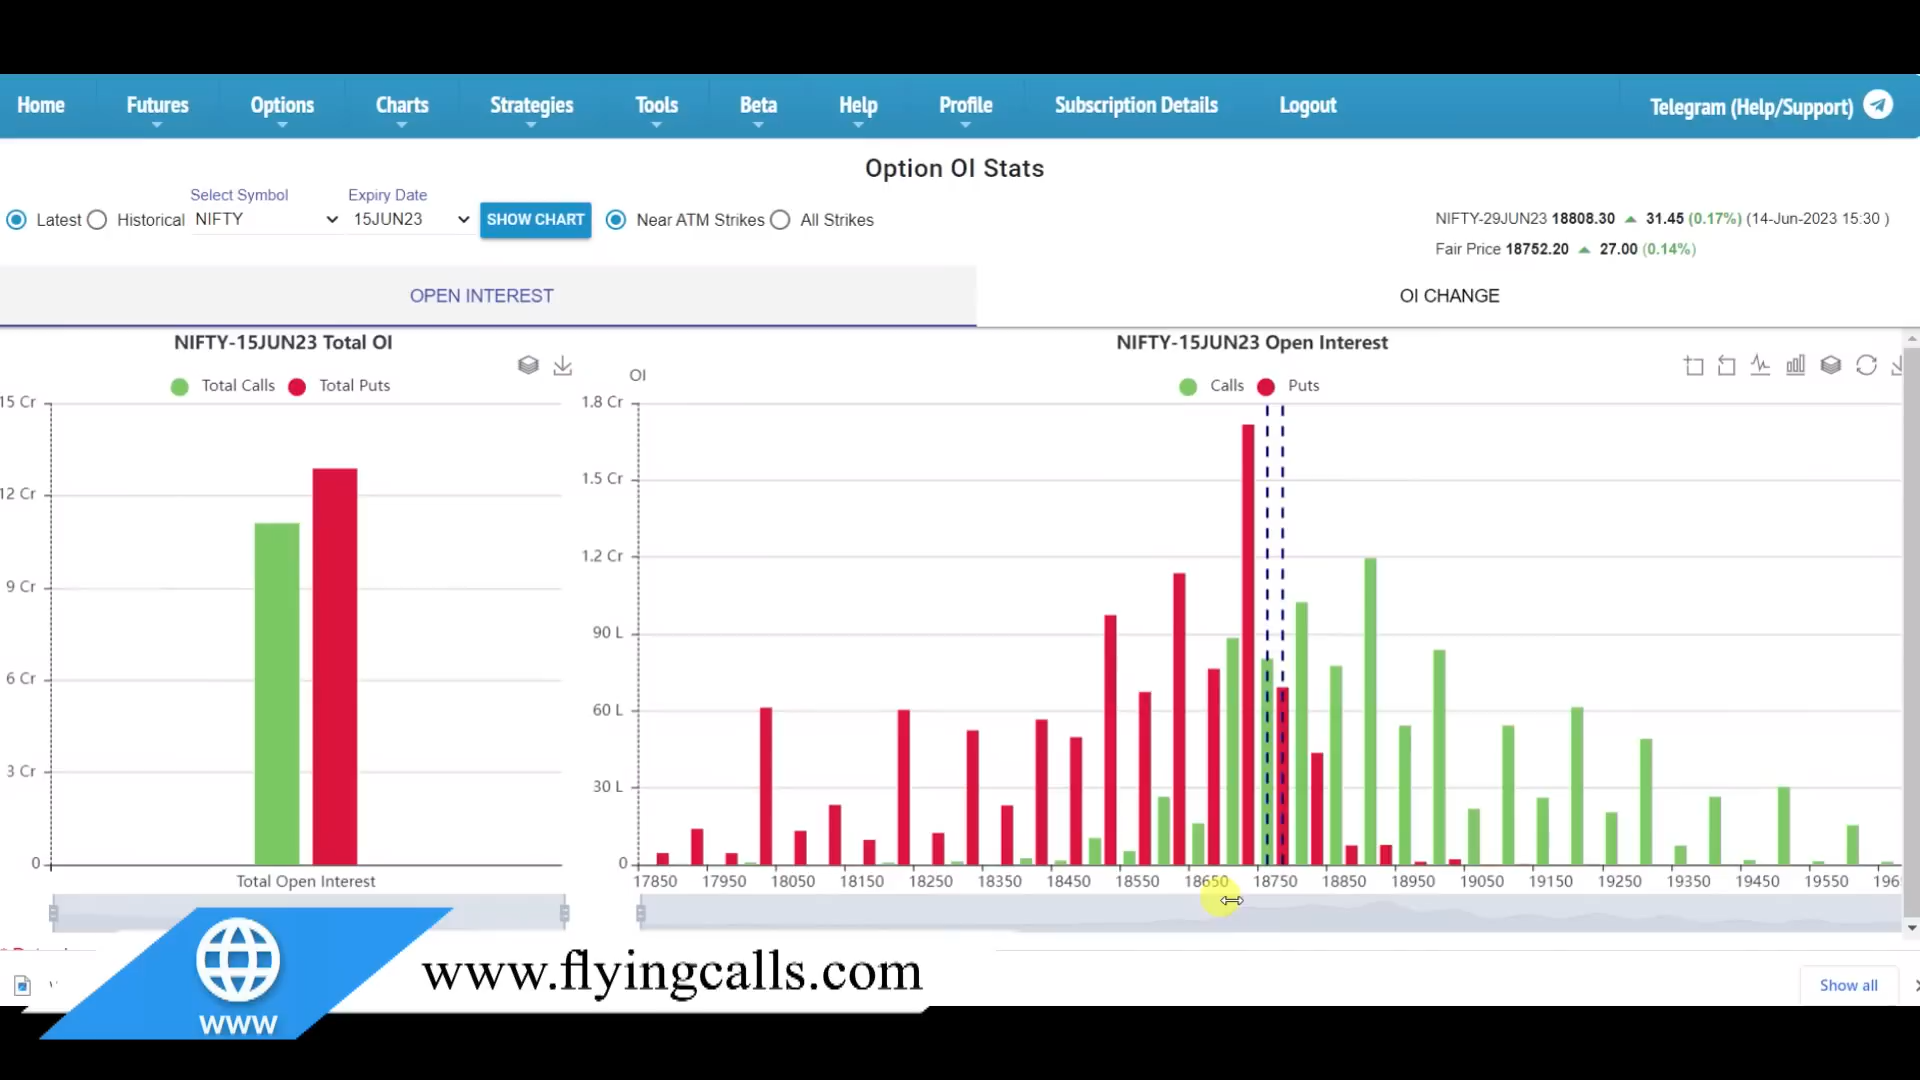 Home Futures Options Charts Strategies Tools Beta Help Profile Subscription Details Logout Telegram (Help/Support)
Option OI Stats
Select Symbol Expiry Date
Latest Historical NIFTY 15JUN23 SHOW CHART Near ATM Strikes All Strikes
NIFTY-29JUN23 18808.30 31.45 (0.17%) (14-Jun-2023 15:30 )
Fair Price 18752.20 27.00 (0.14%)
OPEN INTEREST OI CHANGE
NIFTY-15JUN23 Total OI
Total Calls Total Puts
15 Cr
12 Cr
9 Cr
6 Cr
3 Cr
0
Total Open Interest
NIFTY-15JUN23 Open Interest
OI
Calls Puts
1.8 Cr
1.5 Cr
1.2 Cr
90 L
60 L
30 L
0
17850 17950 18050 18150 18250 18350 18450 18550 18650 18750 18850 18950 19050 19150 19250 19350 19450 19550 196
www.flyingcalls.com
www
Show all